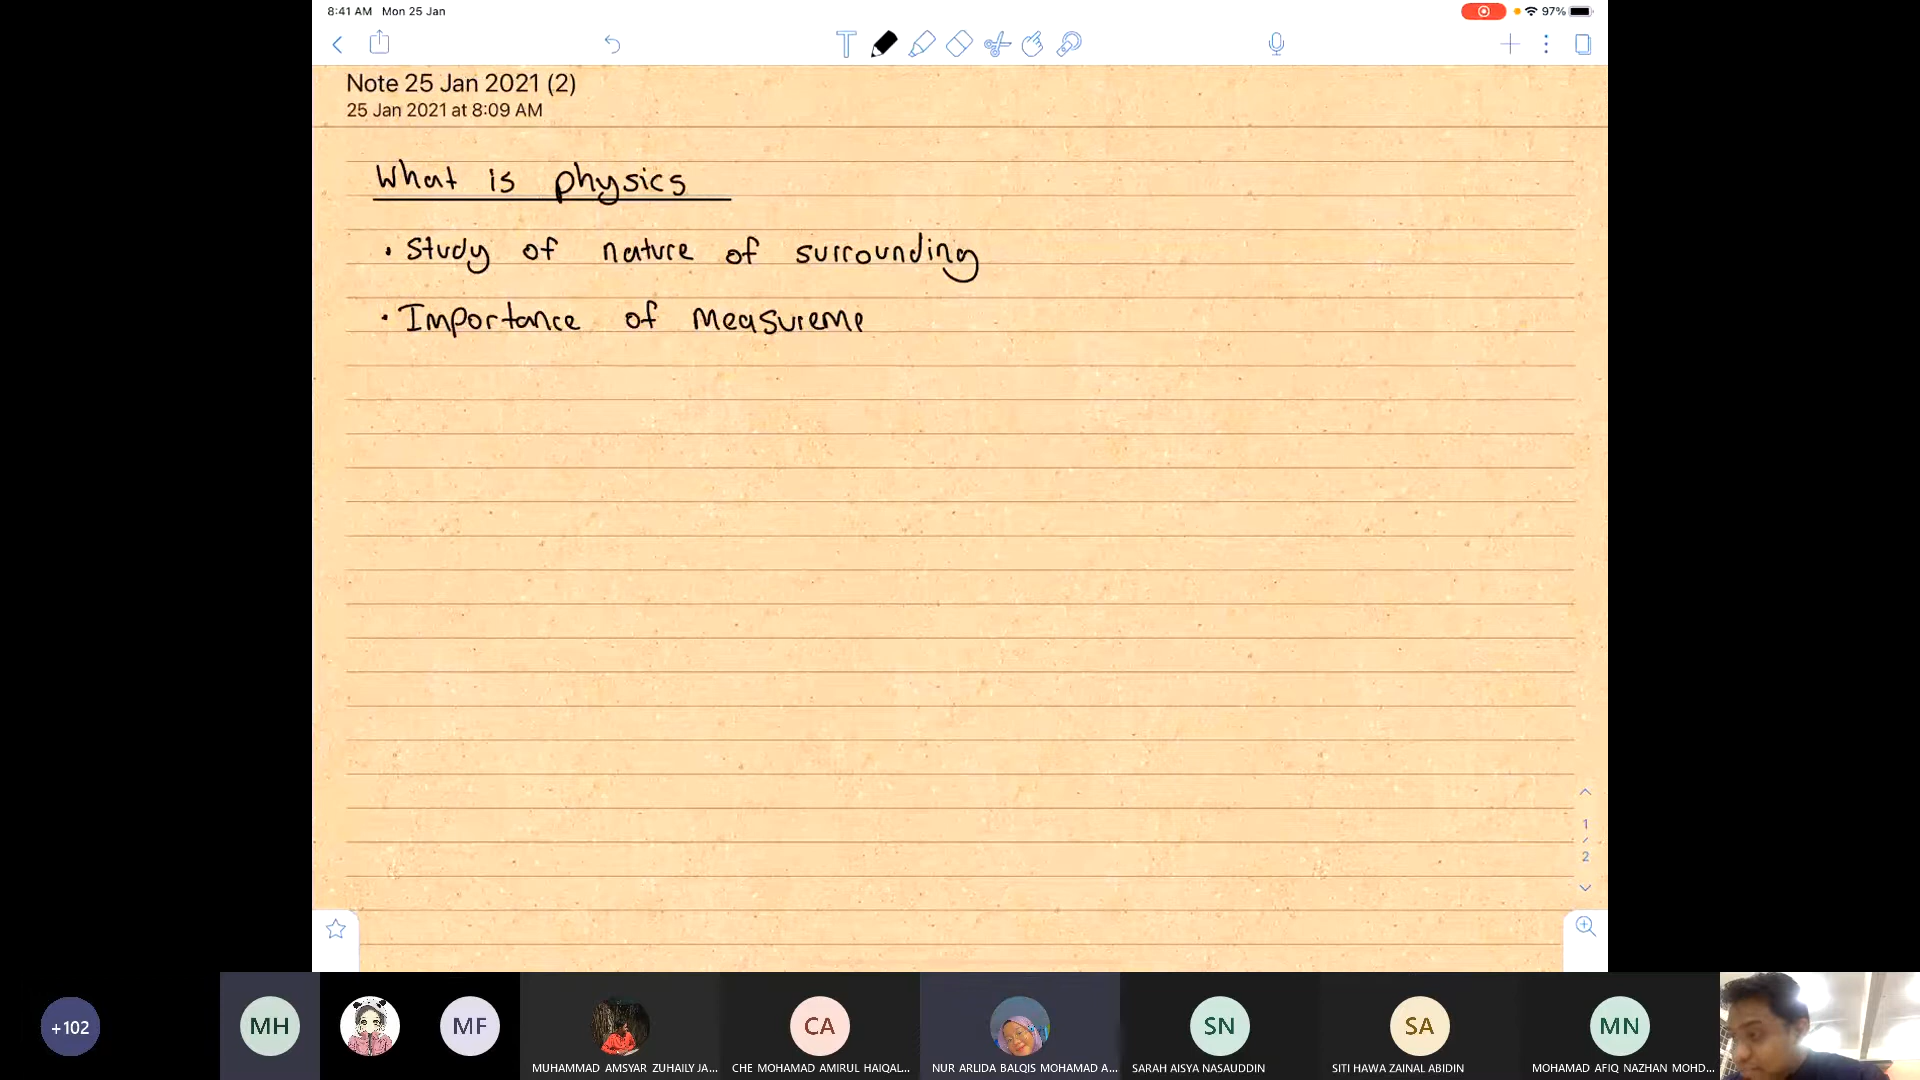 8:41 AM Mon 25 Jan
97%
T
Note 25 Jan 2021 (2)
25 Jan 2021 at 8:09 AM
What is physics
• Study of nature of surrounding
• Importance of measureme
1
/
2
+102
MH
MF
CA
SN
SA
MN
MUHAMMAD AMSYAR ZUHAILY JA...
CHE MOHAMAD AMIRUL HAIQAL...
NUR ARLIDA BALQIS MOHAMAD A...
SARAH AISYA NASAUDDIN
SITI HAWA ZAINAL ABIDIN
MOHAMAD AFIQ NAZHAN MOHD...